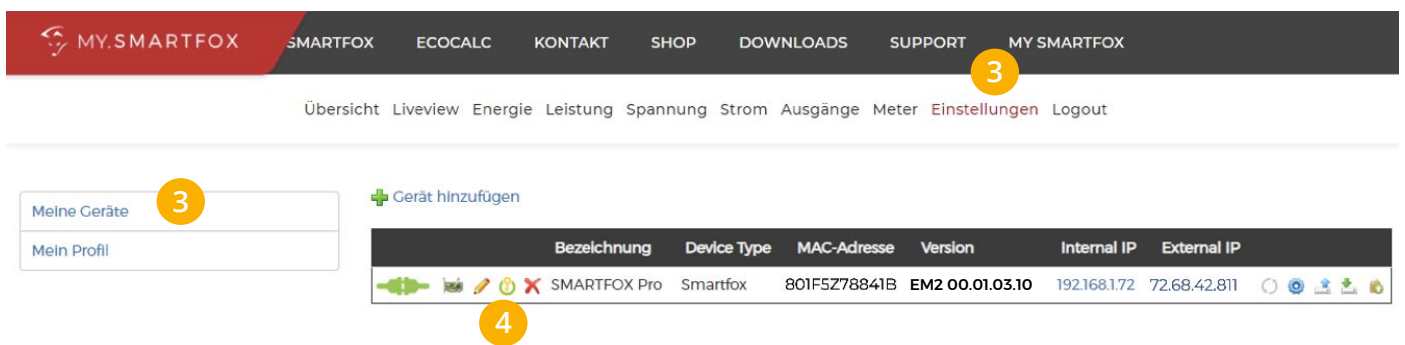 MY.SMARTFOX SMARTFOX ECOCALC KONTAKT SHOP DOWNLOADS SUPPORT MY SMARTFOX
3
Übersicht Liveview Energie Leistung Spannung Strom Ausgänge Meter Einstellungen Logout
Meine Geräte 3
Mein Profil
Gerät hinzufügen
Bezeichnung Device Type MAC-Adresse Version Internal IP External IP
SMARTFOX Pro Smartfox 801F5Z78841B EM2 00.01.03.10 192.168.1.72 72.68.42.811
4